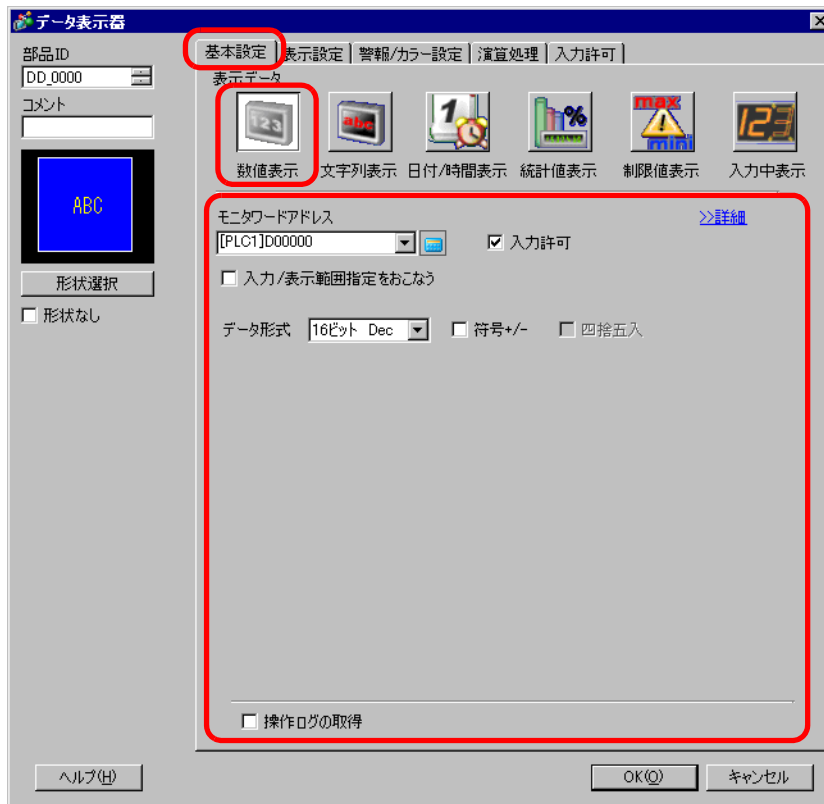 データ表示器
部品ID
DD_0000
コメント
ABC
形状選択
形状なし
基本設定 表示設定 警報/カラー設定 演算処理 入力許可
表示データ
123 abc 1 % max mini 123
数値表示 文字列表示 日付/時間表示 統計値表示 制限値表示 入力中表示
モニタワードアドレス >>詳細
[PLC1]D00000 入力許可
入力/表示範囲指定をおこなう
データ形式 16ビット Dec 符号+/- 四捨五入
操作ログの取得
ヘルプ(H) OK(O) キャンセル